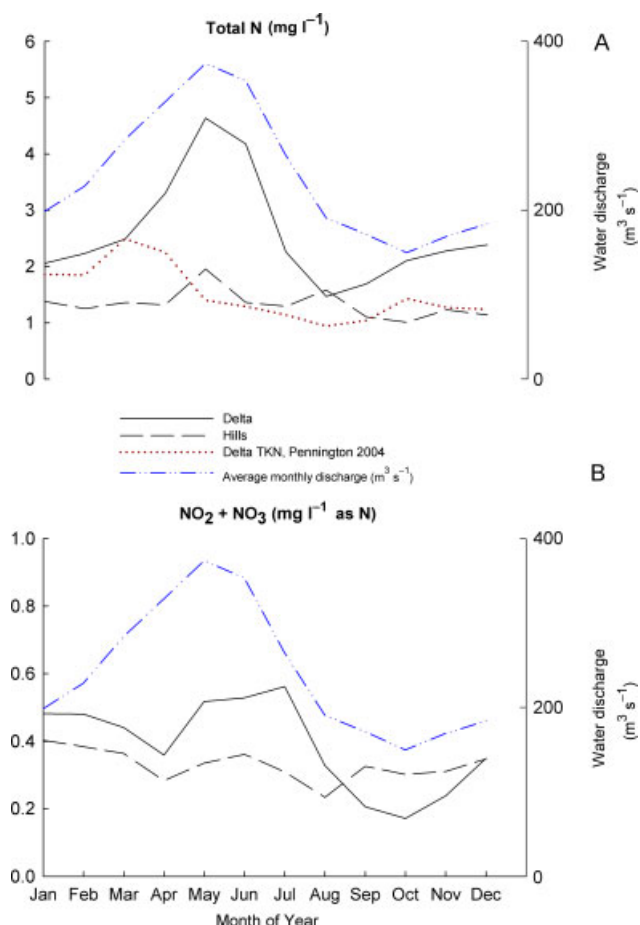 Total N (mg l⁻¹)
A
6
5
4
3
2
1
0
400
200
0
Water discharge
(m³ s⁻¹)
Delta
Hills
Delta TKN, Pennington 2004
Average monthly discharge (m³ s⁻¹)
B
NO₂ + NO₃ (mg l⁻¹ as N)
1.0
0.8
0.6
0.4
0.2
0.0
400
200
0
Water discharge
(m³ s⁻¹)
Jan Feb Mar Apr May Jun Jul Aug Sep Oct Nov Dec
Month of Year